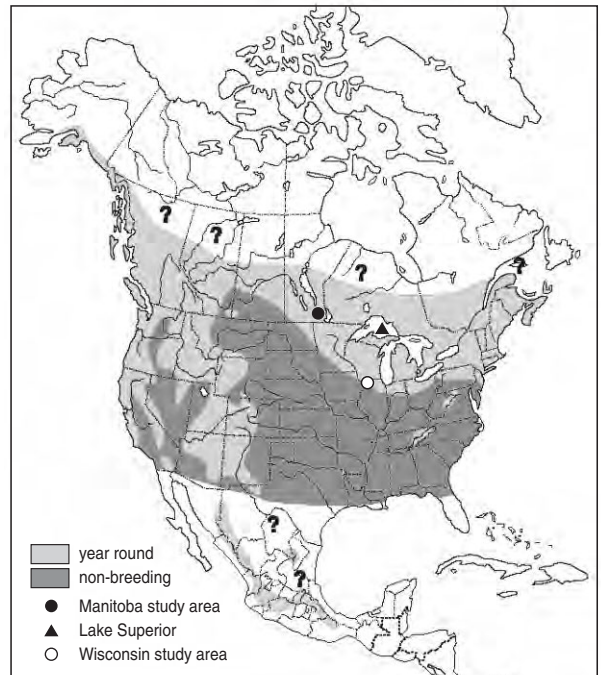 ?
?
?
?
?
?
year round
non-breeding
Manitoba study area
Lake Superior
Wisconsin study area